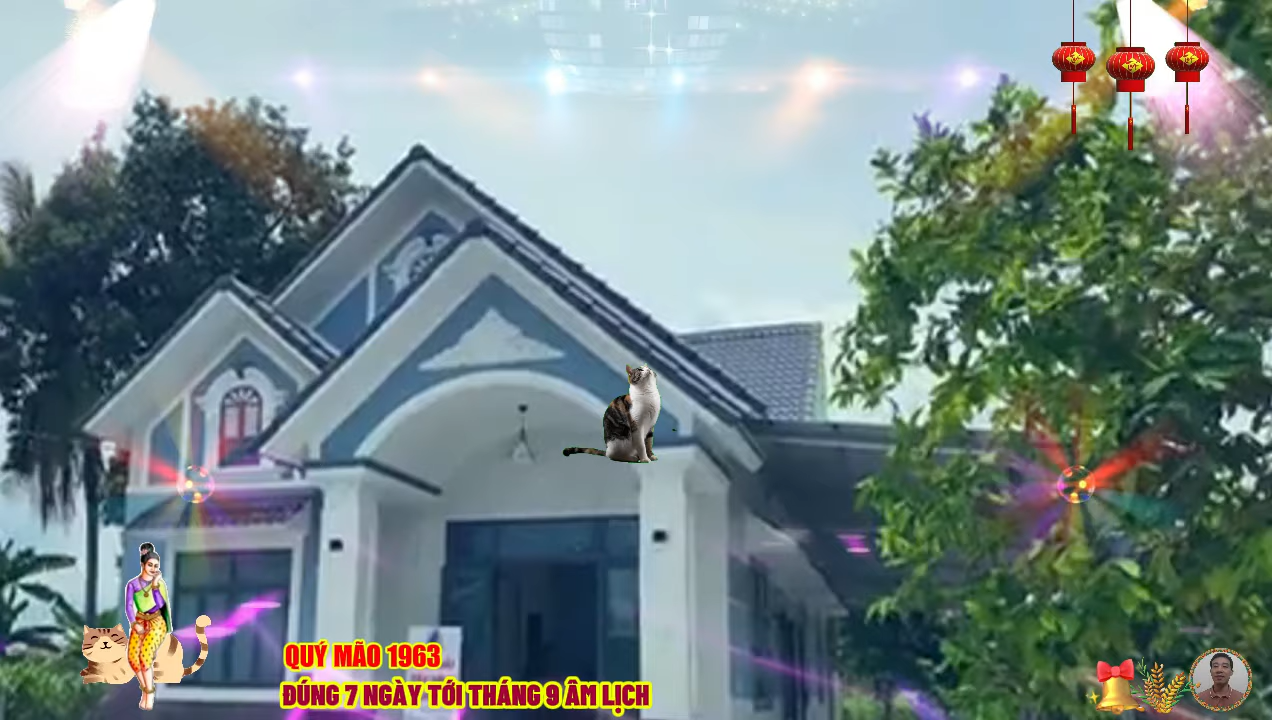 QUÝ MÃO 1963
ĐÚNG 7 NGÀY TỚI THÁNG 9 ÂM LỊCH